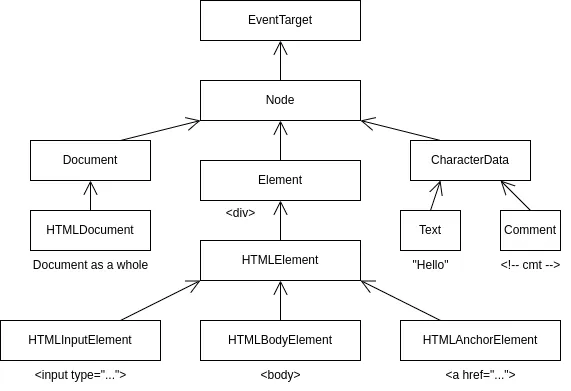 EventTarget
Node
Document
Element
CharacterData
<div>
HTMLDocument
Text
Comment
Document as a whole
HTMLElement
"Hello"
<!-- cmt -->
HTMLInputElement
HTMLBodyElement
HTMLAnchorElement
<input type="...">
<body>
<a href="...">